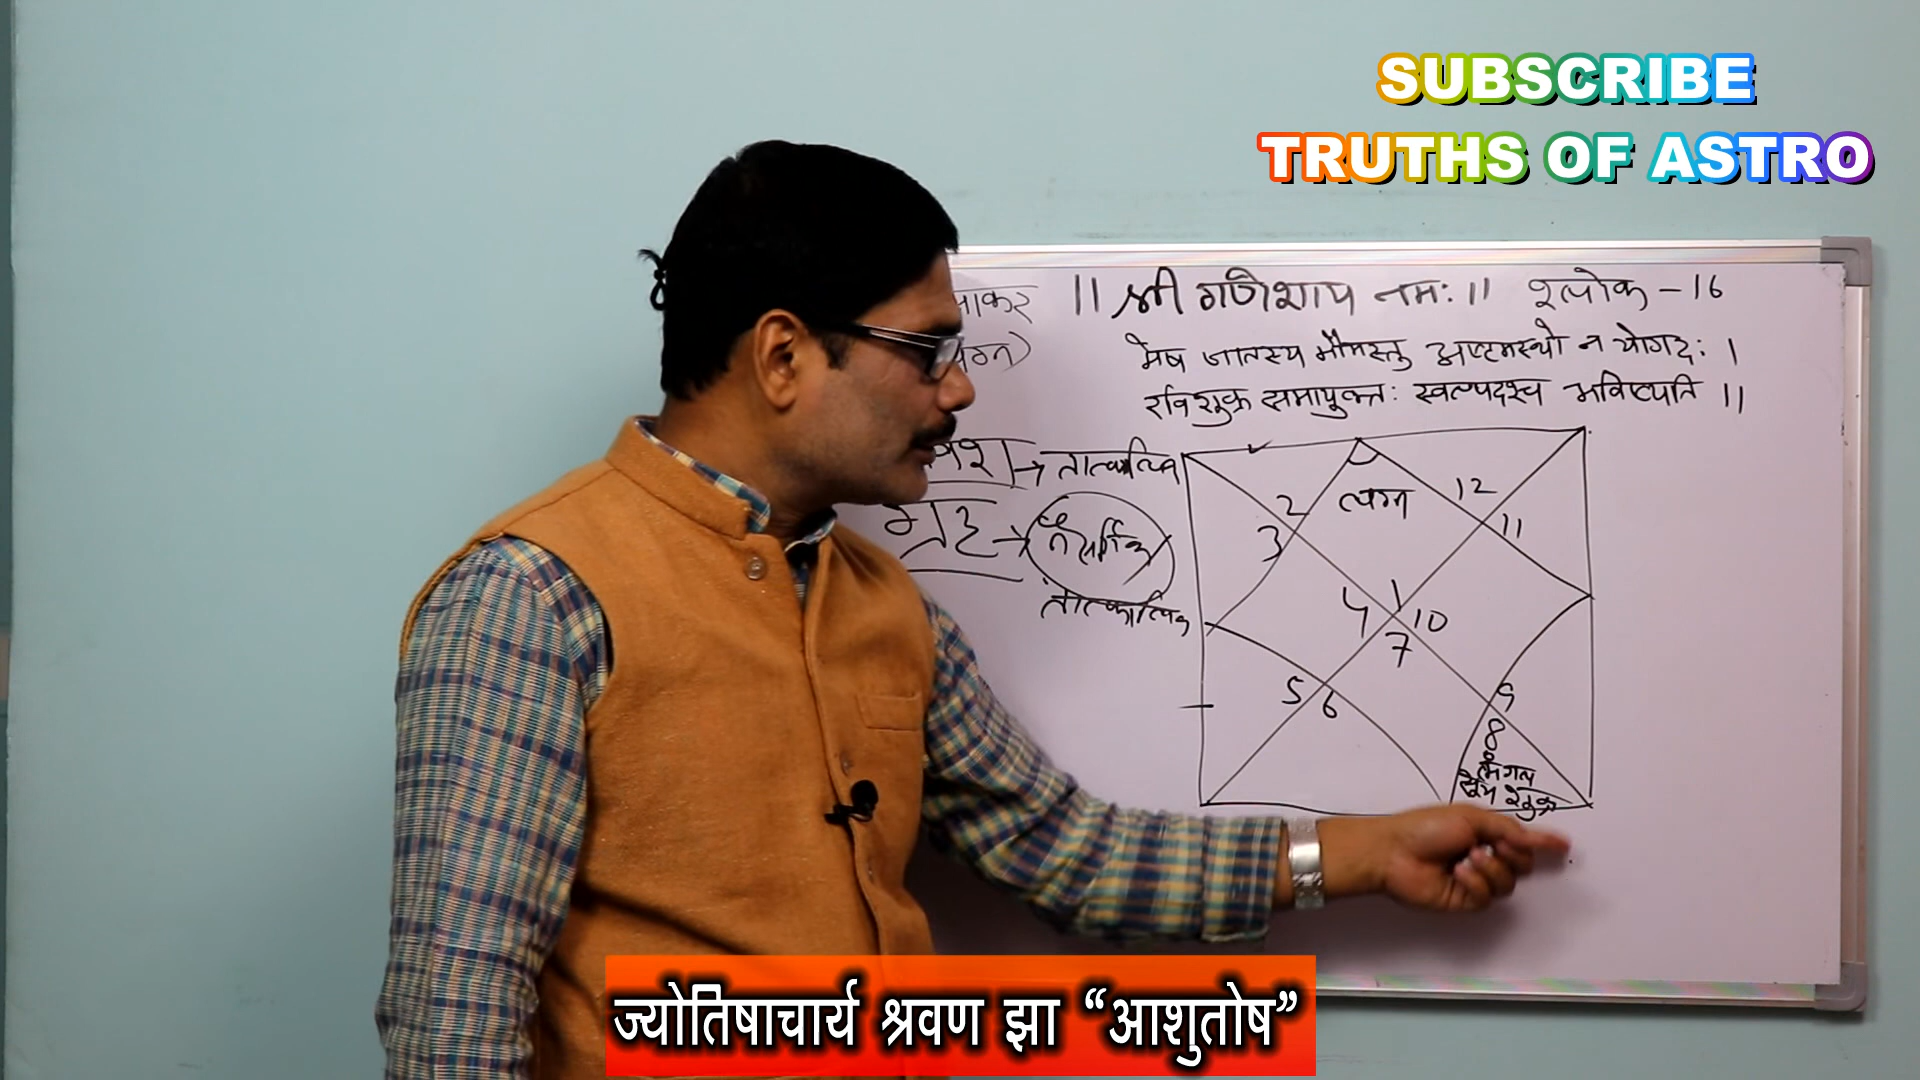 SUBSCRIBE
TRUTHS OF ASTRO
॥ श्री गणेशाय नमः ॥ श्लोक - 16
मेष जातस्य भौमस्तु अष्टमस्थो न योगदः ।
रवि शुक्र समायुक्तः स्वल्पदश्च भविष्यति ॥
→ तात्कालिक
ग्रह → नैसर्गिक
तात्कालिक
लग्न
2
12
3
11
4
1
10
7
5
6
9
8
मंगल
सूर्य शुक्र
ज्योतिषाचार्य श्रवण झा “आशुतोष”